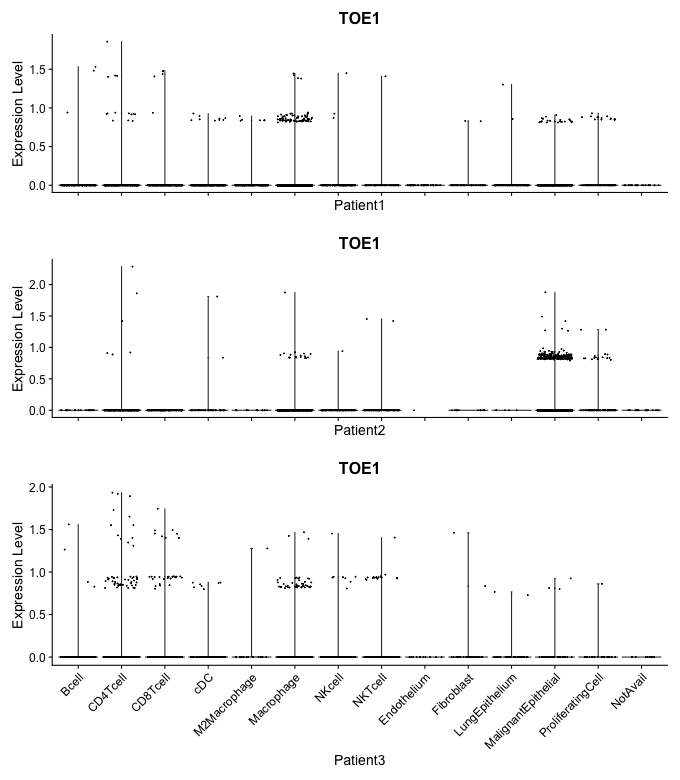 TOE1
Expression Level
1.5
1.0
0.5
0.0
Patient1
TOE1
Expression Level
2.0
1.5
1.0
0.5
0.0
Patient2
TOE1
Expression Level
2.0
1.5
1.0
0.5
0.0
Bcell
CD4Tcell
CD8Tcell
cDC
M2Macrophage
Macrophage
NKcell
NKTcell
Endothelium
Fibroblast
LungEpithelium
MalignantEpithelial
ProliferatingCell
NotAvail
Patient3